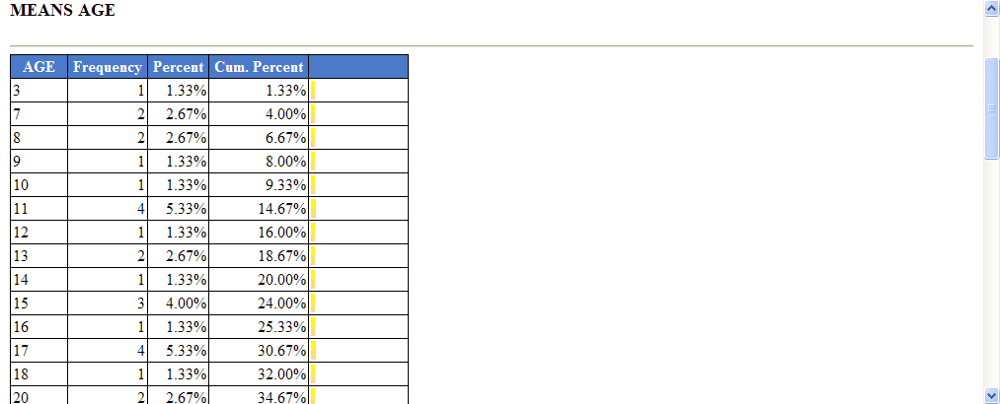 MEANS AGE
AGE Frequency Percent Cum. Percent
3 1 1.33% 1.33%
7 2 2.67% 4.00%
8 2 2.67% 6.67%
9 1 1.33% 8.00%
10 1 1.33% 9.33%
11 4 5.33% 14.67%
12 1 1.33% 16.00%
13 2 2.67% 18.67%
14 1 1.33% 20.00%
15 3 4.00% 24.00%
16 1 1.33% 25.33%
17 4 5.33% 30.67%
18 1 1.33% 32.00%
20 2 2.67% 34.67%